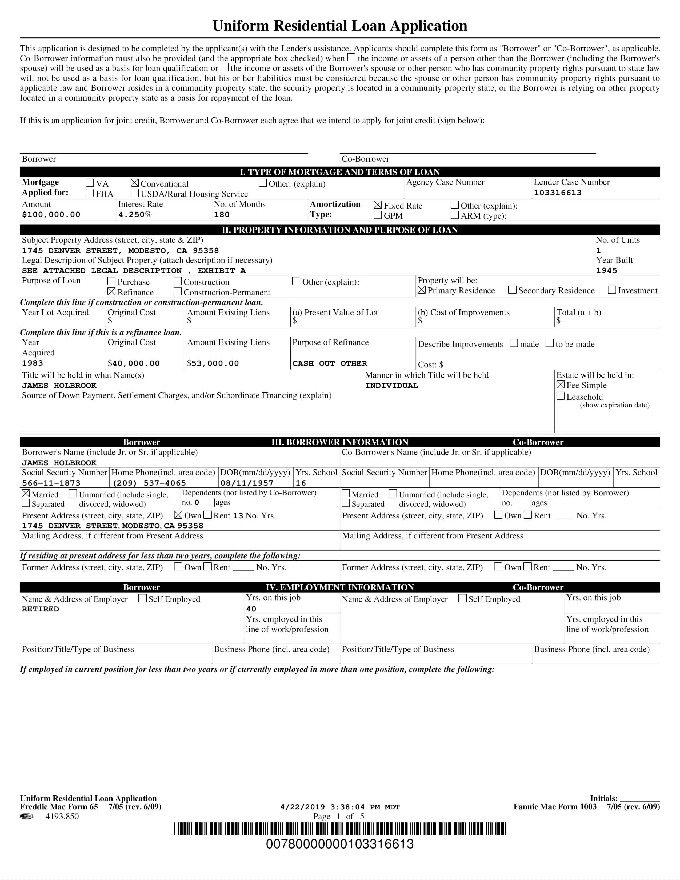 Uniform Residential Loan Application
This application is designed to be completed by the applicant(s) with the Lender's assistance. Applicants should complete this form as "Borrower" or "Co-Borrower", as applicable.
Co-Borrower information must also be provided (and the appropriate box checked) when ☐ the income or assets of a person other than the Borrower (including the Borrower's
spouse) will be used as a basis for loan qualification or ☐ the income or assets of the Borrower's spouse or other person who has community property rights pursuant to state law
will not be used as a basis for loan qualification, but his or her liabilities must be considered because the spouse or other person has community property rights pursuant to
applicable law and Borrower resides in a community property state, the security property is located in a community property state, or the Borrower is relying on other property
located in a community property state as a basis for repayment of the loan.
If this is an application for joint credit, Borrower and Co-Borrower each agree that we intend to apply for joint credit (sign below):
Borrower Co-Borrower
I. TYPE OF MORTGAGE AND TERMS OF LOAN
Mortgage ☐ VA ☒ Conventional ☐ Other: (explain) Agency Case Number Lender Case Number
Applied for: ☐ FHA ☐ USDA/Rural Housing Service 103316613
Amount Interest Rate No. of Months Amortization ☒ Fixed Rate ☐ Other (explain):
$100,000.00 4.250% 180 Type: ☐ GPM ☐ ARM (type):
II. PROPERTY INFORMATION AND PURPOSE OF LOAN
Subject Property Address (street, city, state & ZIP) No. of Units
1745 DENVER STREET, MODESTO, CA 95358 1
Legal Description of Subject Property (attach description if necessary) Year Built
SEE ATTACHED LEGAL DESCRIPTION , EXHIBIT A 1945
Purpose of Loan ☐ Purchase ☐ Construction ☐ Other (explain): Property will be:
☒ Refinance ☐ Construction-Permanent ☒ Primary Residence ☐ Secondary Residence ☐ Investment
Complete this line if construction or construction-permanent loan.
Year Lot Acquired Original Cost Amount Existing Liens (a) Present Value of Lot (b) Cost of Improvements Total (a + b)
$ $ $ $ $
Complete this line if this is a refinance loan.
Year Original Cost Amount Existing Liens Purpose of Refinance Describe Improvements ☐ made ☐ to be made
Acquired
1983 $40,000.00 $53,000.00 CASH OUT OTHER Cost: $
Title will be held in what Name(s) Manner in which Title will be held Estate will be held in:
JAMES HOLBROOK INDIVIDUAL ☒ Fee Simple
Source of Down Payment, Settlement Charges, and/or Subordinate Financing (explain) ☐ Leasehold
(show expiration date)
Borrower III. BORROWER INFORMATION Co-Borrower
Borrower's Name (include Jr. or Sr. if applicable) Co-Borrower's Name (include Jr. or Sr. if applicable)
JAMES HOLBROOK
Social Security Number Home Phone(incl. area code) DOB(mm/dd/yyyy) Yrs. School Social Security Number Home Phone(incl. area code) DOB(mm/dd/yyyy) Yrs. School
566-11-1873 (209) 537-4065 08/11/1957 16
☒ Married ☐ Unmarried (include single, Dependents (not listed by Co-Borrower) ☐ Married ☐ Unmarried (include single, Dependents (not listed by Borrower)
☐ Separated divorced, widowed) no. 0 ages ☐ Separated divorced, widowed) no. ages
Present Address (street, city, state, ZIP) ☒ Own ☐ Rent 13 No. Yrs. Present Address (street, city, state, ZIP) ☐ Own ☐ Rent ____ No. Yrs.
1745 DENVER STREET,MODESTO,CA 95358
Mailing Address, if different from Present Address Mailing Address, if different from Present Address
If residing at present address for less than two years, complete the following:
Former Address (street, city, state, ZIP) ☐ Own ☐ Rent ____ No. Yrs. Former Address (street, city, state, ZIP) ☐ Own ☐ Rent ____ No. Yrs.
Borrower IV. EMPLOYMENT INFORMATION Co-Borrower
Name & Address of Employer ☐ Self Employed Yrs. on this job Name & Address of Employer ☐ Self Employed Yrs. on this job
RETIRED 40
Yrs. employed in this Yrs. employed in this
line of work/profession line of work/profession
Position/Title/Type of Business Business Phone (incl. area code) Position/Title/Type of Business Business Phone (incl. area code)
If employed in current position for less than two years or if currently employed in more than one position, complete the following:
Uniform Residential Loan Application Initials: ________
Freddie Mac Form 65 7/05 (rev. 6/09) 4/22/2019 3:38:04 PM MDT Fannie Mae Form 1003 7/05 (rev. 6/09)
4193.850 Page 1 of 5
00780000000103316613